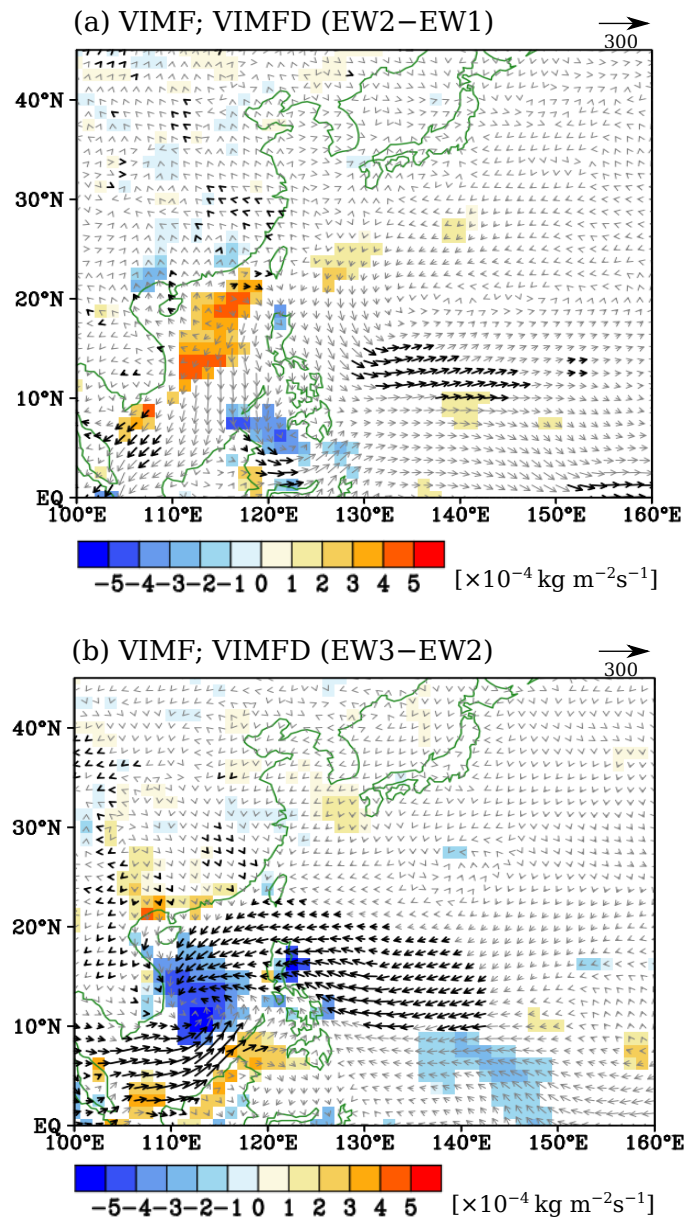 (a) VIMF; VIMFD (EW2−EW1)
300
40°N
30°N
20°N
10°N
EQ
100°E 110°E 120°E 130°E 140°E 150°E 160°E
−5 −4 −3 −2 −1 0 1 2 3 4 5
[×10⁻⁴ kg m⁻²s⁻¹]
(b) VIMF; VIMFD (EW3−EW2)
300
40°N
30°N
20°N
10°N
EQ
100°E 110°E 120°E 130°E 140°E 150°E 160°E
−5 −4 −3 −2 −1 0 1 2 3 4 5
[×10⁻⁴ kg m⁻²s⁻¹]